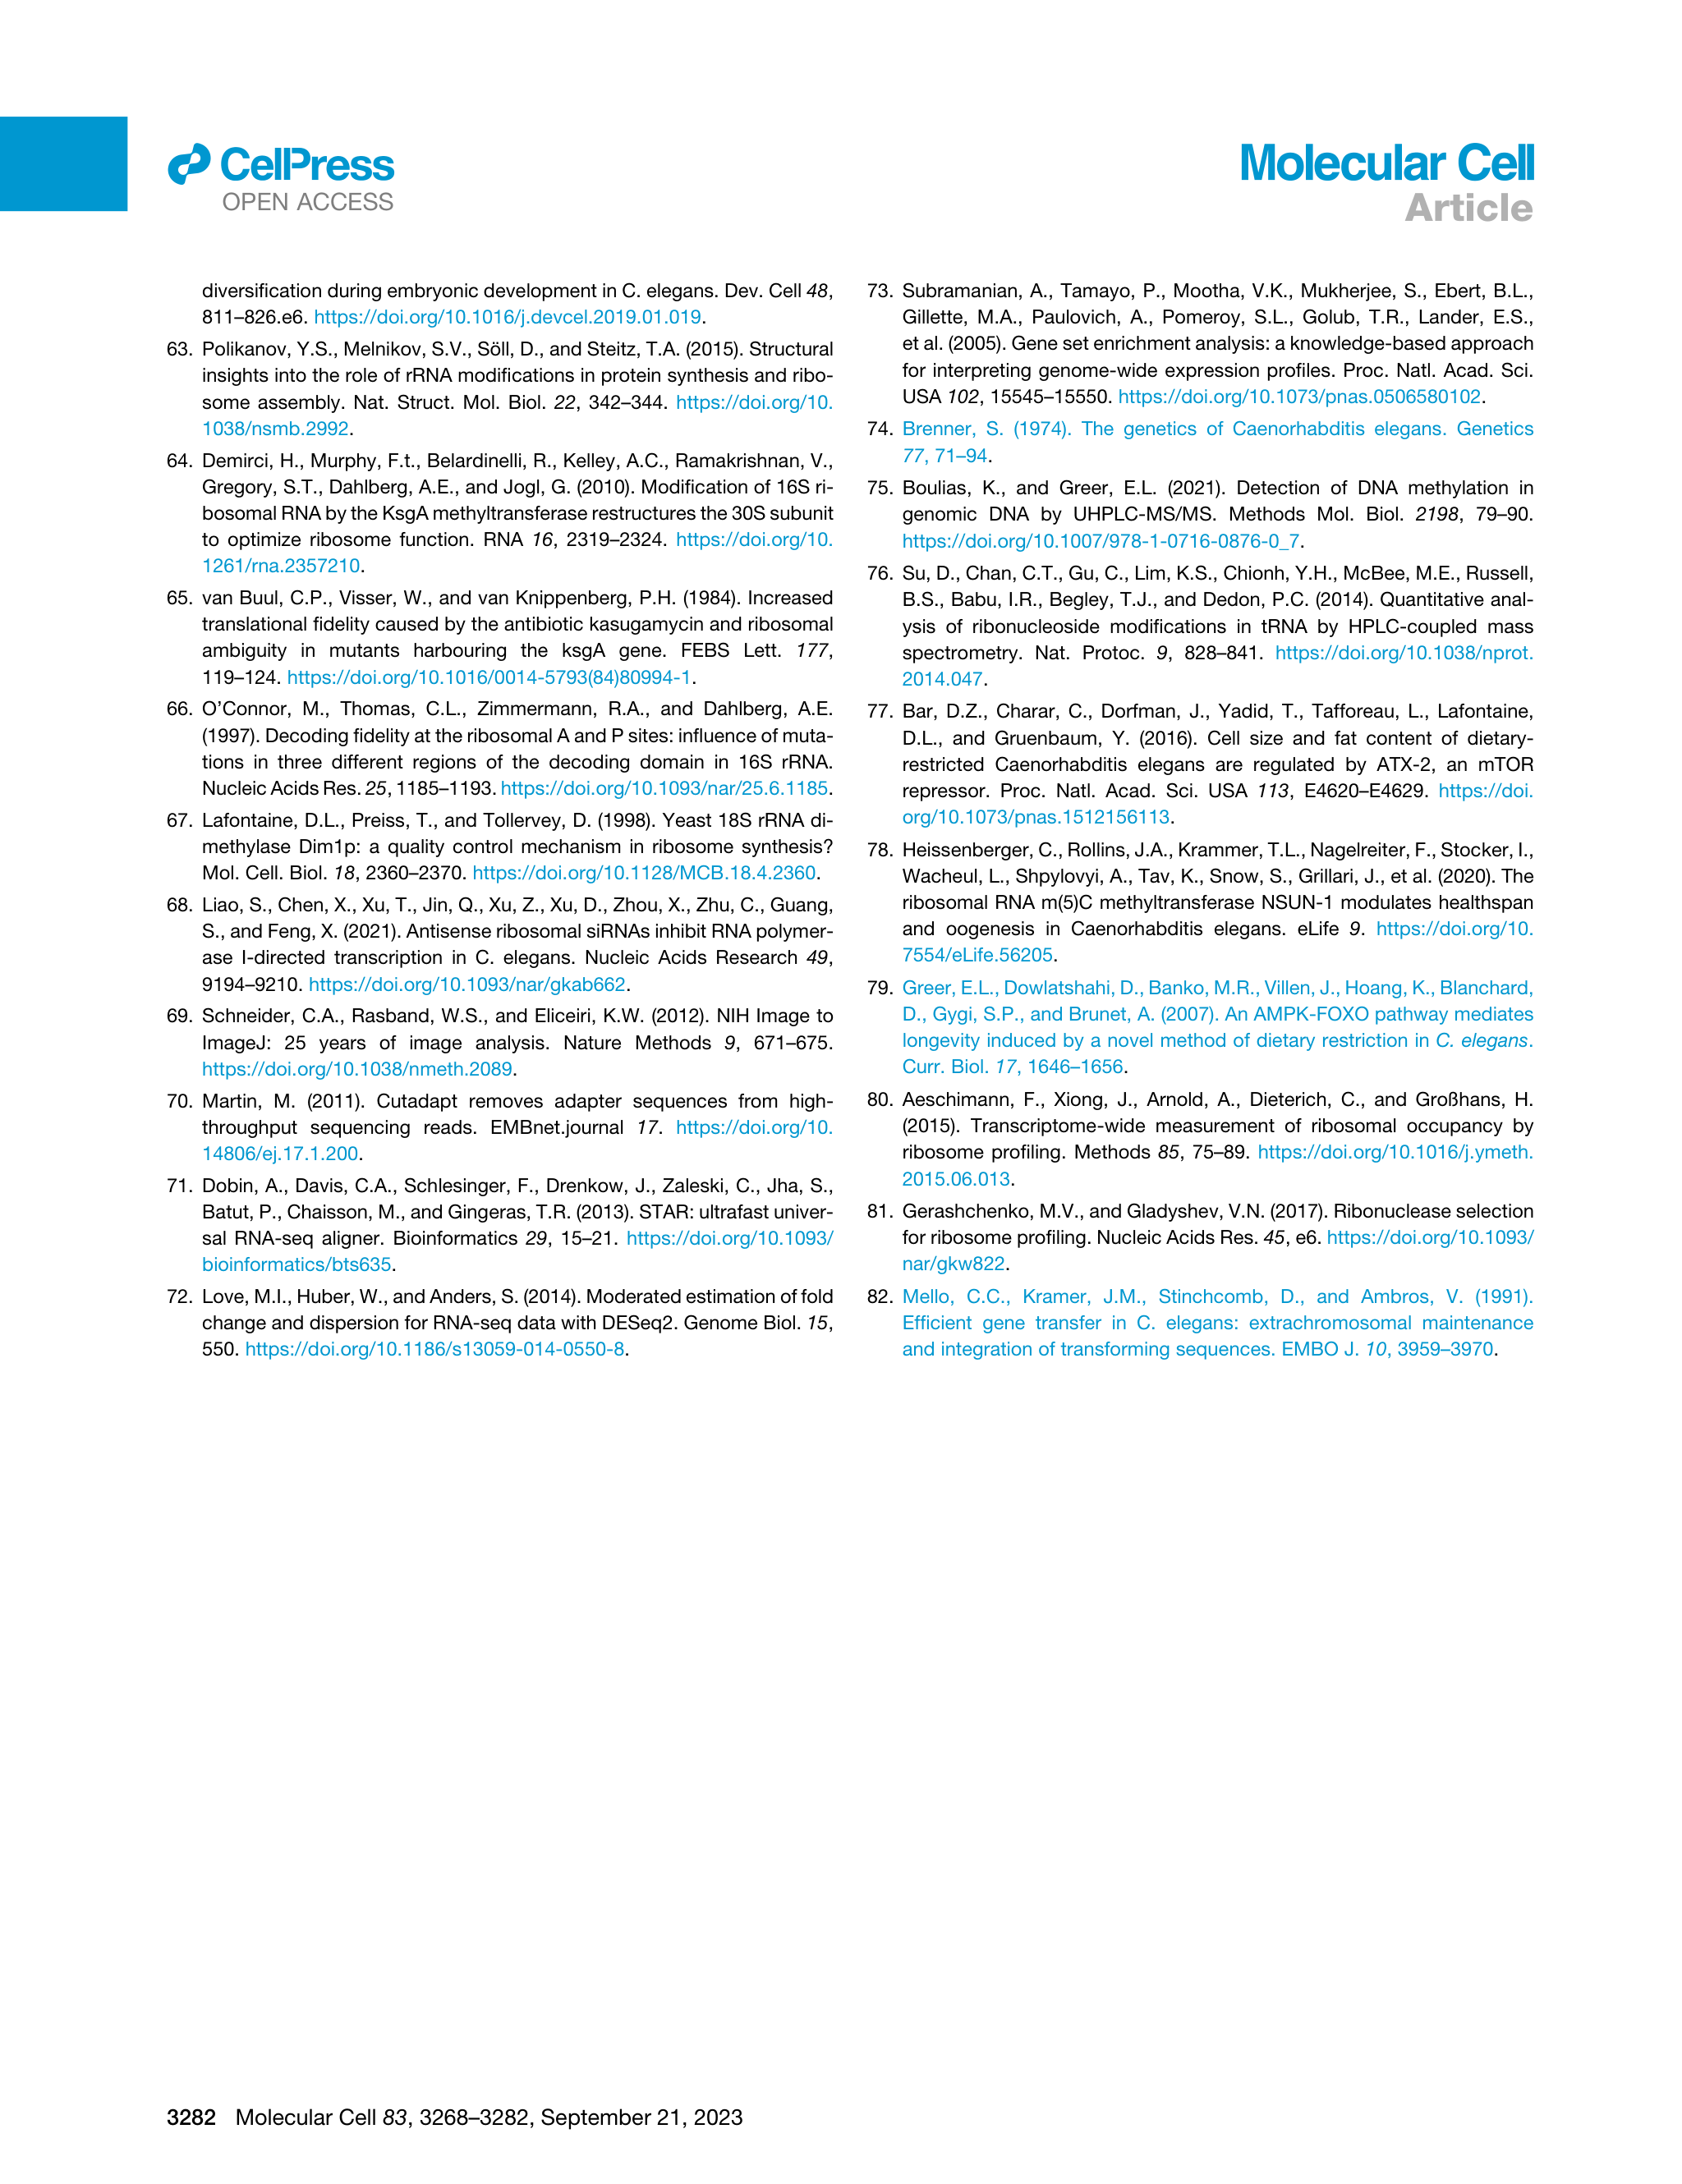 CellPress
OPEN ACCESS
Molecular Cell
Article
diversification during embryonic development in C. elegans. Dev. Cell 48,
811–826.e6. https://doi.org/10.1016/j.devcel.2019.01.019.
63. Polikanov, Y.S., Melnikov, S.V., Söll, D., and Steitz, T.A. (2015). Structural
insights into the role of rRNA modifications in protein synthesis and ribo-
some assembly. Nat. Struct. Mol. Biol. 22, 342–344. https://doi.org/10.
1038/nsmb.2992.
64. Demirci, H., Murphy, F.t., Belardinelli, R., Kelley, A.C., Ramakrishnan, V.,
Gregory, S.T., Dahlberg, A.E., and Jogl, G. (2010). Modification of 16S ri-
bosomal RNA by the KsgA methyltransferase restructures the 30S subunit
to optimize ribosome function. RNA 16, 2319–2324. https://doi.org/10.
1261/rna.2357210.
65. van Buul, C.P., Visser, W., and van Knippenberg, P.H. (1984). Increased
translational fidelity caused by the antibiotic kasugamycin and ribosomal
ambiguity in mutants harbouring the ksgA gene. FEBS Lett. 177,
119–124. https://doi.org/10.1016/0014-5793(84)80994-1.
66. O’Connor, M., Thomas, C.L., Zimmermann, R.A., and Dahlberg, A.E.
(1997). Decoding fidelity at the ribosomal A and P sites: influence of muta-
tions in three different regions of the decoding domain in 16S rRNA.
Nucleic Acids Res. 25, 1185–1193. https://doi.org/10.1093/nar/25.6.1185.
67. Lafontaine, D.L., Preiss, T., and Tollervey, D. (1998). Yeast 18S rRNA di-
methylase Dim1p: a quality control mechanism in ribosome synthesis?
Mol. Cell. Biol. 18, 2360–2370. https://doi.org/10.1128/MCB.18.4.2360.
68. Liao, S., Chen, X., Xu, T., Jin, Q., Xu, Z., Xu, D., Zhou, X., Zhu, C., Guang,
S., and Feng, X. (2021). Antisense ribosomal siRNAs inhibit RNA polymer-
ase I-directed transcription in C. elegans. Nucleic Acids Research 49,
9194–9210. https://doi.org/10.1093/nar/gkab662.
69. Schneider, C.A., Rasband, W.S., and Eliceiri, K.W. (2012). NIH Image to
ImageJ: 25 years of image analysis. Nature Methods 9, 671–675.
https://doi.org/10.1038/nmeth.2089.
70. Martin, M. (2011). Cutadapt removes adapter sequences from high-
throughput sequencing reads. EMBnet.journal 17. https://doi.org/10.
14806/ej.17.1.200.
71. Dobin, A., Davis, C.A., Schlesinger, F., Drenkow, J., Zaleski, C., Jha, S.,
Batut, P., Chaisson, M., and Gingeras, T.R. (2013). STAR: ultrafast univer-
sal RNA-seq aligner. Bioinformatics 29, 15–21. https://doi.org/10.1093/
bioinformatics/bts635.
72. Love, M.I., Huber, W., and Anders, S. (2014). Moderated estimation of fold
change and dispersion for RNA-seq data with DESeq2. Genome Biol. 15,
550. https://doi.org/10.1186/s13059-014-0550-8.
73. Subramanian, A., Tamayo, P., Mootha, V.K., Mukherjee, S., Ebert, B.L.,
Gillette, M.A., Paulovich, A., Pomeroy, S.L., Golub, T.R., Lander, E.S.,
et al. (2005). Gene set enrichment analysis: a knowledge-based approach
for interpreting genome-wide expression profiles. Proc. Natl. Acad. Sci.
USA 102, 15545–15550. https://doi.org/10.1073/pnas.0506580102.
74. Brenner, S. (1974). The genetics of Caenorhabditis elegans. Genetics
77, 71–94.
75. Boulias, K., and Greer, E.L. (2021). Detection of DNA methylation in
genomic DNA by UHPLC-MS/MS. Methods Mol. Biol. 2198, 79–90.
https://doi.org/10.1007/978-1-0716-0876-0_7.
76. Su, D., Chan, C.T., Gu, C., Lim, K.S., Chionh, Y.H., McBee, M.E., Russell,
B.S., Babu, I.R., Begley, T.J., and Dedon, P.C. (2014). Quantitative anal-
ysis of ribonucleoside modifications in tRNA by HPLC-coupled mass
spectrometry. Nat. Protoc. 9, 828–841. https://doi.org/10.1038/nprot.
2014.047.
77. Bar, D.Z., Charar, C., Dorfman, J., Yadid, T., Tafforeau, L., Lafontaine,
D.L., and Gruenbaum, Y. (2016). Cell size and fat content of dietary-
restricted Caenorhabditis elegans are regulated by ATX-2, an mTOR
repressor. Proc. Natl. Acad. Sci. USA 113, E4620–E4629. https://doi.
org/10.1073/pnas.1512156113.
78. Heissenberger, C., Rollins, J.A., Krammer, T.L., Nagelreiter, F., Stocker, I.,
Wacheul, L., Shpylovyi, A., Tav, K., Snow, S., Grillari, J., et al. (2020). The
ribosomal RNA m(5)C methyltransferase NSUN-1 modulates healthspan
and oogenesis in Caenorhabditis elegans. eLife 9. https://doi.org/10.
7554/eLife.56205.
79. Greer, E.L., Dowlatshahi, D., Banko, M.R., Villen, J., Hoang, K., Blanchard,
D., Gygi, S.P., and Brunet, A. (2007). An AMPK-FOXO pathway mediates
longevity induced by a novel method of dietary restriction in C. elegans.
Curr. Biol. 17, 1646–1656.
80. Aeschimann, F., Xiong, J., Arnold, A., Dieterich, C., and Großhans, H.
(2015). Transcriptome-wide measurement of ribosomal occupancy by
ribosome profiling. Methods 85, 75–89. https://doi.org/10.1016/j.ymeth.
2015.06.013.
81. Gerashchenko, M.V., and Gladyshev, V.N. (2017). Ribonuclease selection
for ribosome profiling. Nucleic Acids Res. 45, e6. https://doi.org/10.1093/
nar/gkw822.
82. Mello, C.C., Kramer, J.M., Stinchcomb, D., and Ambros, V. (1991).
Efficient gene transfer in C. elegans: extrachromosomal maintenance
and integration of transforming sequences. EMBO J. 10, 3959–3970.
3282 Molecular Cell 83, 3268–3282, September 21, 2023